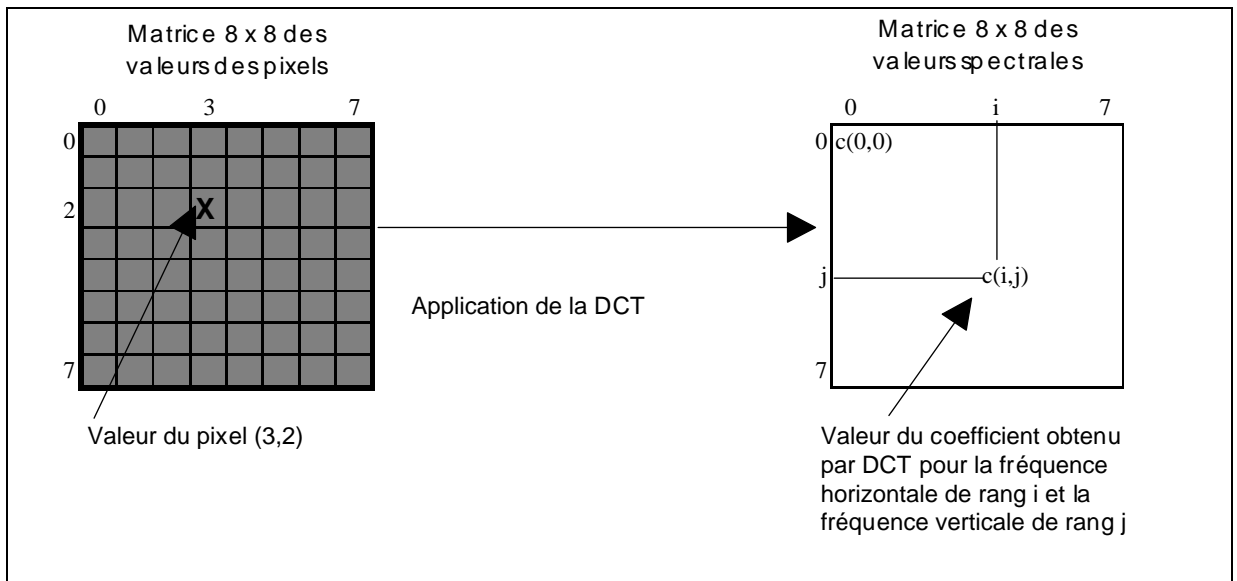 Matrice 8 x 8 des
valeurs des pixels
0 3 7
0
2
X
7
Valeur du pixel (3,2)
Application de la DCT
Matrice 8 x 8 des
valeurs spectrales
0 i 7
0 c(0,0)
j c(i,j)
7
Valeur du coefficient obtenu
par DCT pour la fréquence
horizontale de rang i et la
fréquence verticale de rang j